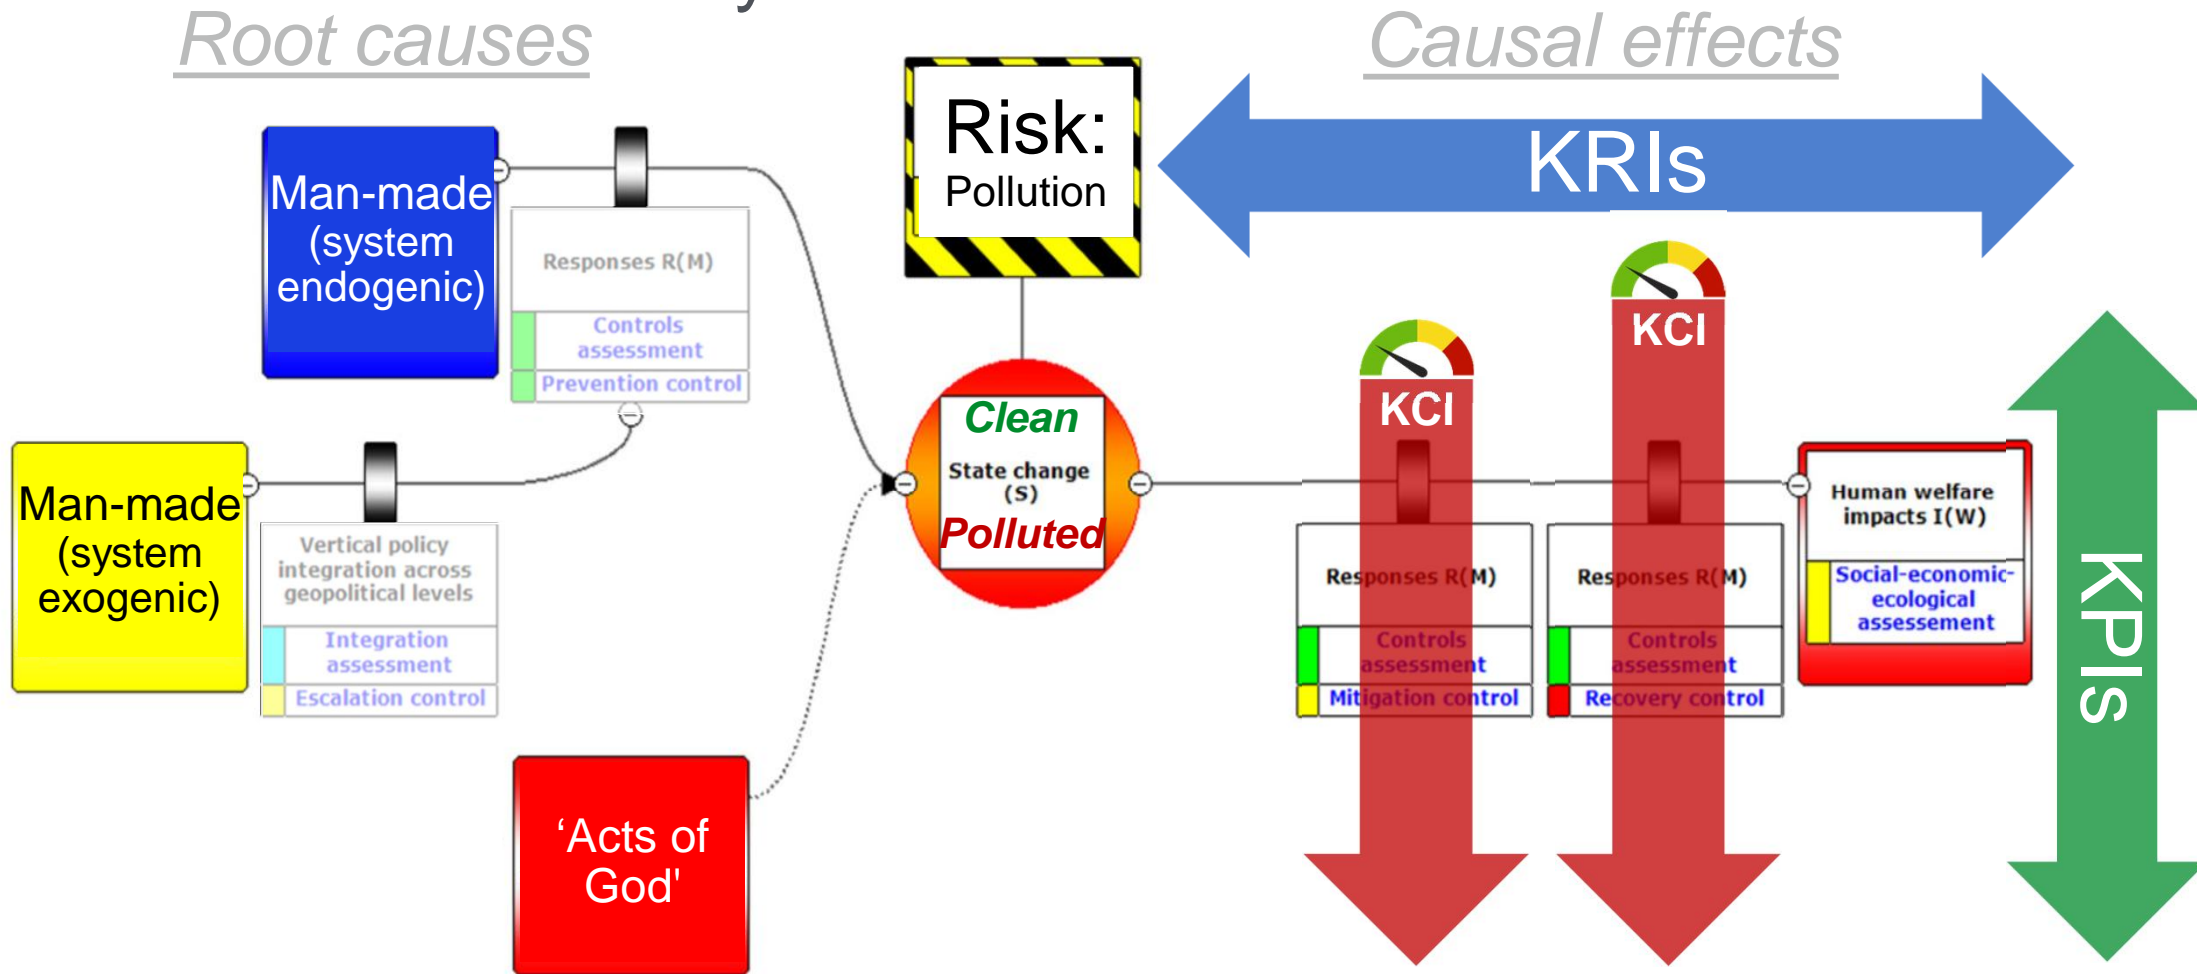 Root causes
Causal effects
Risk:
Pollution
KRIs
Man-made
(system
endogenic)
Responses R(M)
Controls
assessment
Prevention control
KCI
KCI
Man-made
(system
exogenic)
Vertical policy
integration across
geopolitical levels
Integration
assessment
Escalation control
Clean
State change
(S)
Polluted
Responses R(M)
Controls
assessment
Mitigation control
Responses R(M)
Controls
assessment
Recovery control
Human welfare
impacts I(W)
Social-economic-
ecological
assessement
KPIs
‘Acts of
God'